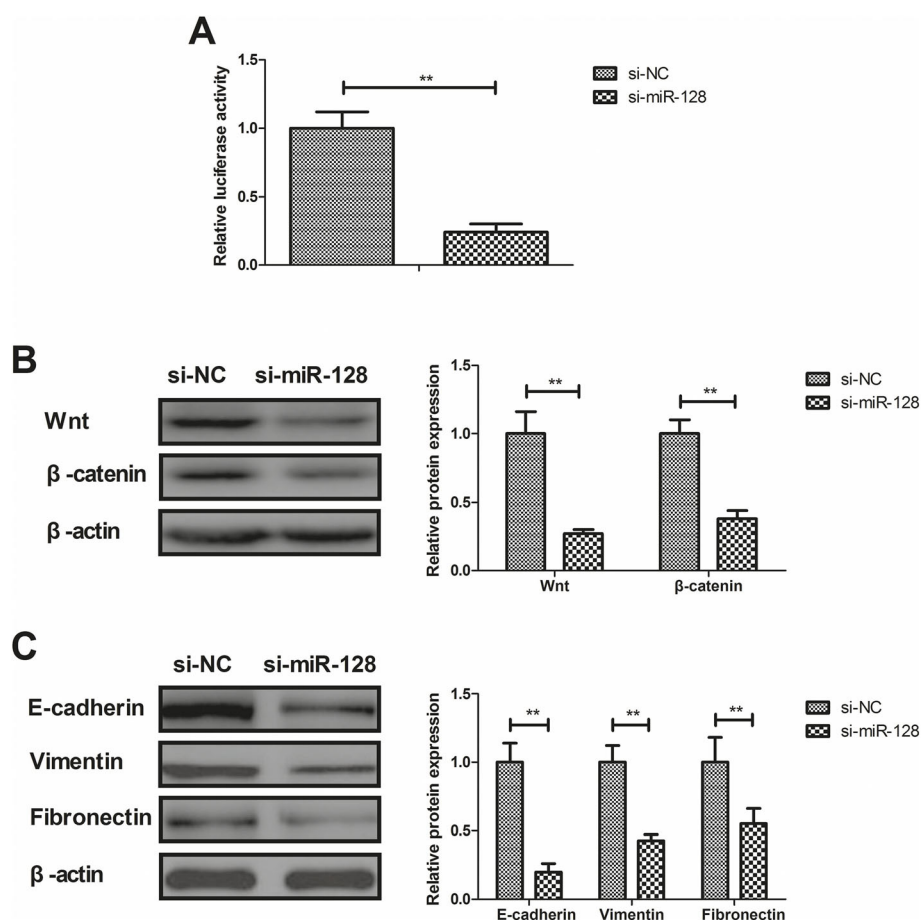 A
Relative luciferase activity
1.5
1.0
0.5
0.0
**
si-NC
si-miR-128
B
si-NC si-miR-128
Wnt
β-catenin
β-actin
Relative protein expression
1.5
1.0
0.5
0.0
** **
Wnt β-catenin
si-NC
si-miR-128
C
si-NC si-miR-128
E-cadherin
Vimentin
Fibronectin
β-actin
Relative protein expression
1.5
1.0
0.5
0.0
** ** **
E-cadherin Vimentin Fibronectin
si-NC
si-miR-128